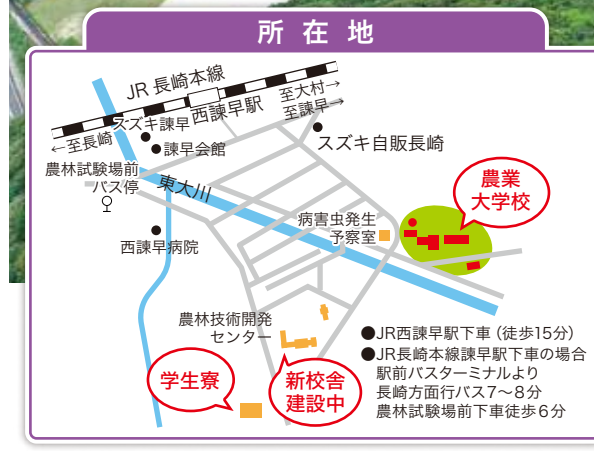 所在地
JR 長崎本線
西諫早駅
至大村→
至諫早→
←至長崎
スズキ諫早
諫早会館
スズキ自販長崎
農林試験場前
バス停
東大川
農業
大学校
病害虫発生
予察室
西諫早病院
農林技術開発
センター
学生寮
新校舎
建設中
●JR西諫早駅下車（徒歩15分）
●JR長崎本線諫早駅下車の場合
駅前バスターミナルより
長崎方面行バス7～8分
農林試験場前下車徒歩６分